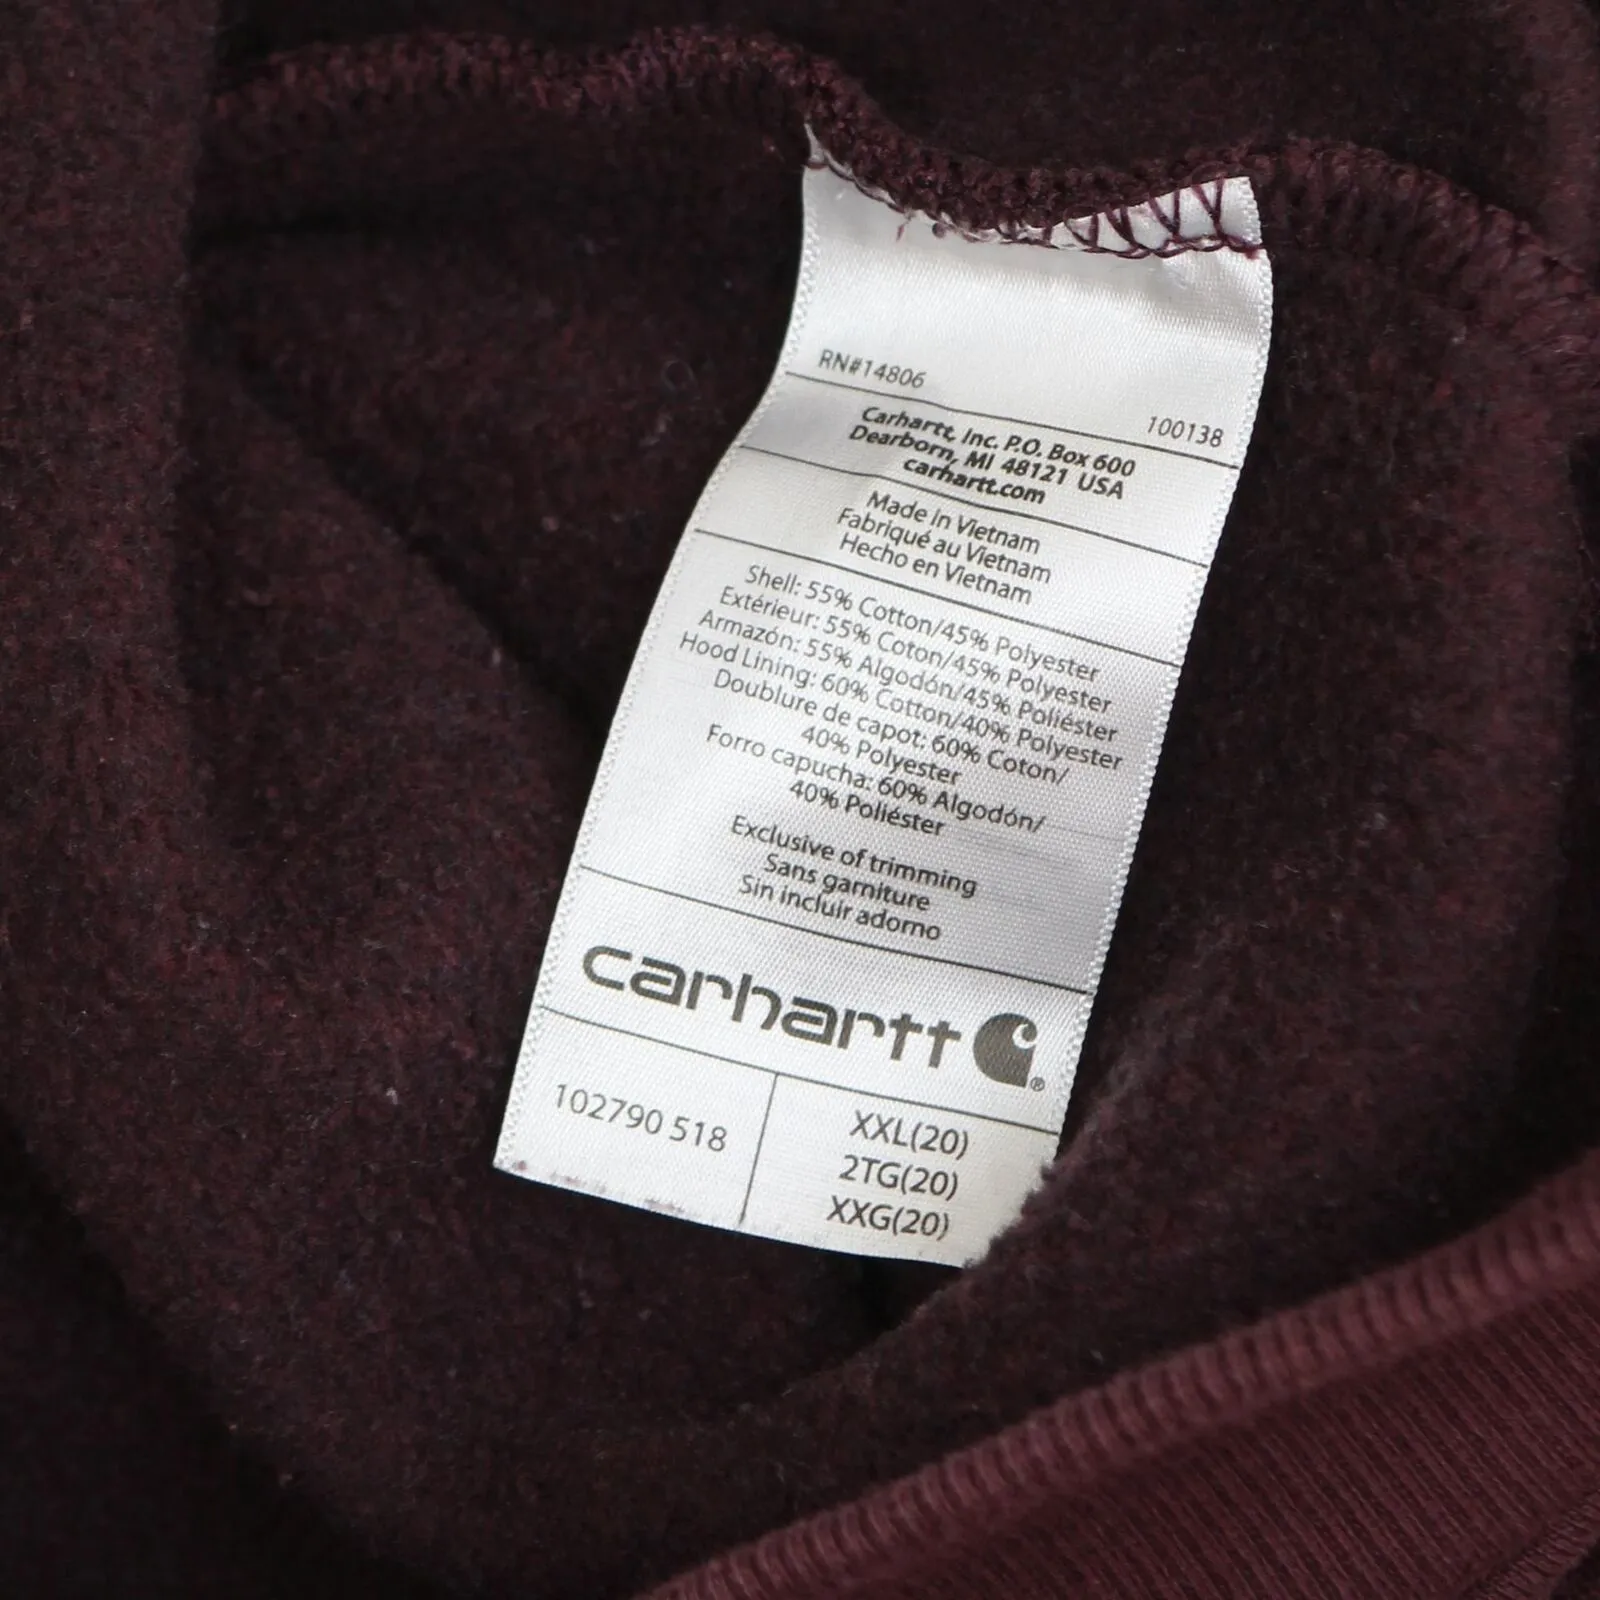 RN#14806
100138
Carhartt, Inc. P.O. Box 600
Dearborn, MI 48121 USA
carhartt.com
Made in Vietnam
Fabriqué au Vietnam
Hecho en Vietnam
Shell: 55% Cotton/45% Polyester
Extérieur: 55% Coton/45% Polyester
Armazón: 55% Algodón/45% Poliéster
Hood Lining: 60% Cotton/40% Polyester
Doublure de capot: 60% Coton/
40% Polyester
Forro capucha: 60% Algodón/
40% Poliéster
Exclusive of trimming
Sans garniture
Sin incluir adorno
carhartt ®
102790 518
XXL(20)
2TG(20)
XXG(20)